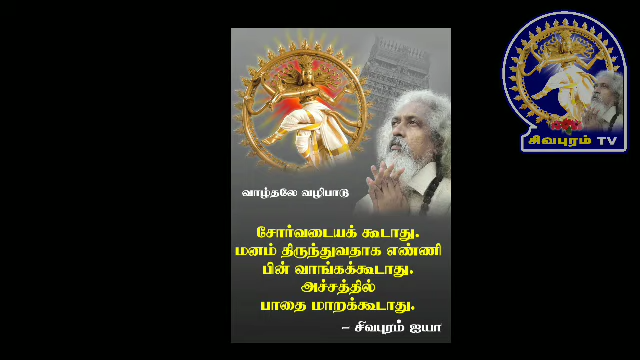 வாழ்தலே வழிபாடு
சோர்வடையக் கூடாது.
மனம் திருந்துவதாக எண்ணி
பின் வாங்கக்கூடாது.
அச்சத்தில்
பாதை மாறக்கூடாது.
– சிவபுரம் ஐயா
சிவபுரம் TV